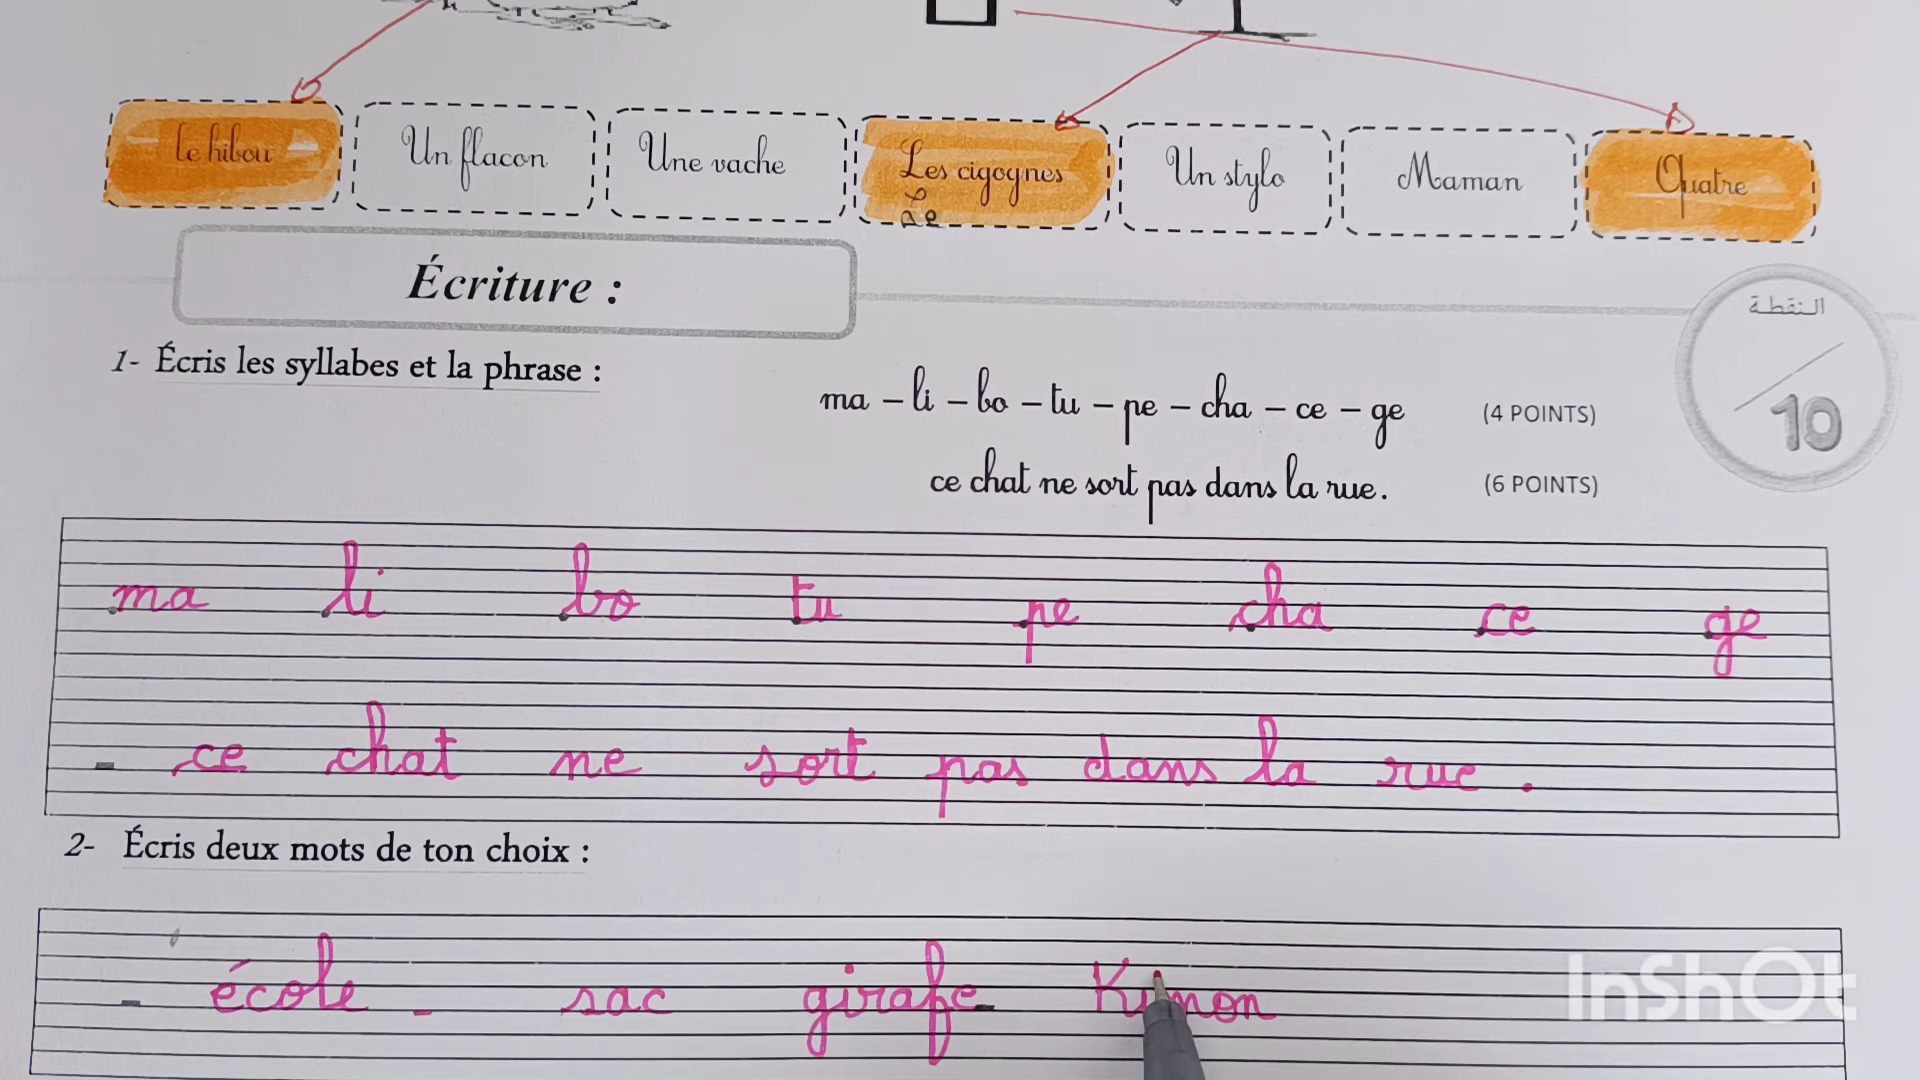 le hibou Un flacon Une vache Les cigognes Un stylo Maman Quatre
Le
Écriture :
النقطة
10
1- Écris les syllabes et la phrase :
ma – li – bo – tu – pe – cha – ce – ge (4 POINTS)
ce chat ne sort pas dans la rue. (6 POINTS)
ma li bo tu pe cha ce ge
- ce chat ne sort pas dans la rue .
2- Écris deux mots de ton choix :
- école - sac girafe - Kimon
InShOt